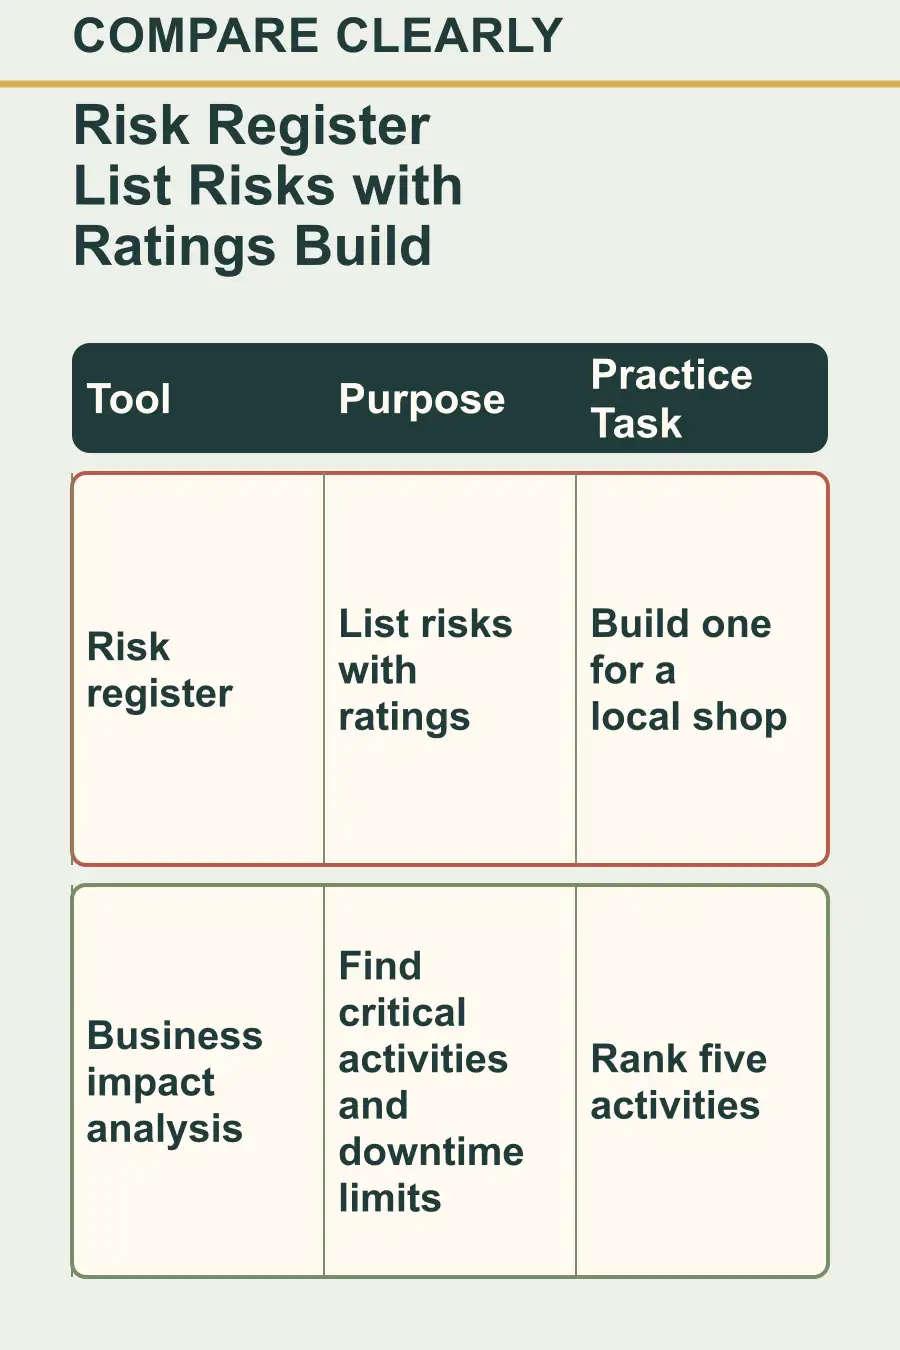 COMPARE CLEARLY
Risk Register
List Risks with
Ratings Build
Tool
Purpose
Practice
Task
Risk
register
List risks
with
ratings
Build one
for a
local shop
Business
impact
analysis
Find
critical
activities
and
downtime
limits
Rank five
activities